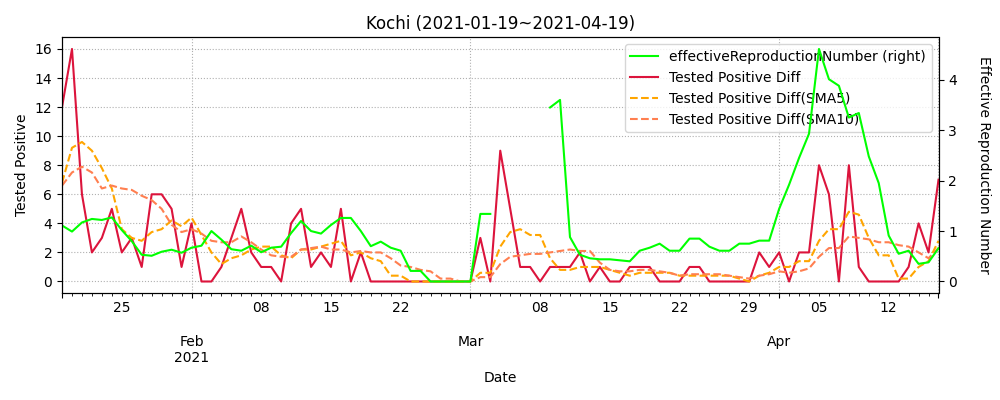 Kochi (2021-01-19~2021-04-19)
effectiveReproductionNumber (right)
Tested Positive Diff
Tested Positive Diff(SMA5)
Tested Positive Diff(SMA10)
Tested Positive
16
14
12
10
8
6
4
2
0
4
3
2
1
0
Effective Reproduction Number
25 08 15 22 08 15 22 29 05 12
Feb Mar Apr
2021
Date